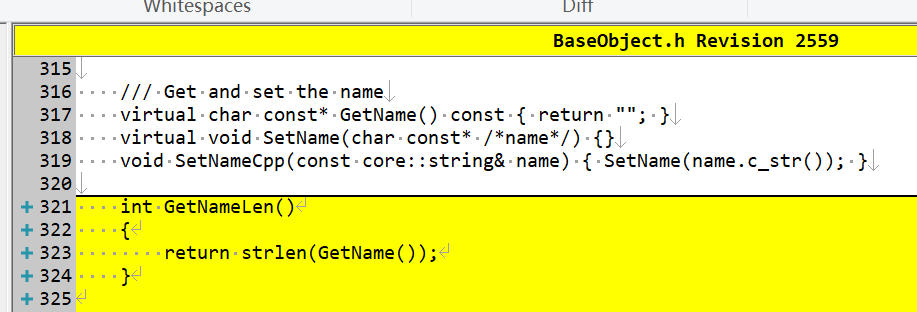 Whitespaces Diff
BaseObject.h Revision 2559
315
316 /// Get and set the name
317 virtual char const* GetName() const { return ""; }
318 virtual void SetName(char const* /*name*/) {}
319 void SetNameCpp(const core::string& name) { SetName(name.c_str()); }
320
+ 321 int GetNameLen()
+ 322 {
+ 323 return strlen(GetName());
+ 324 }
+ 325